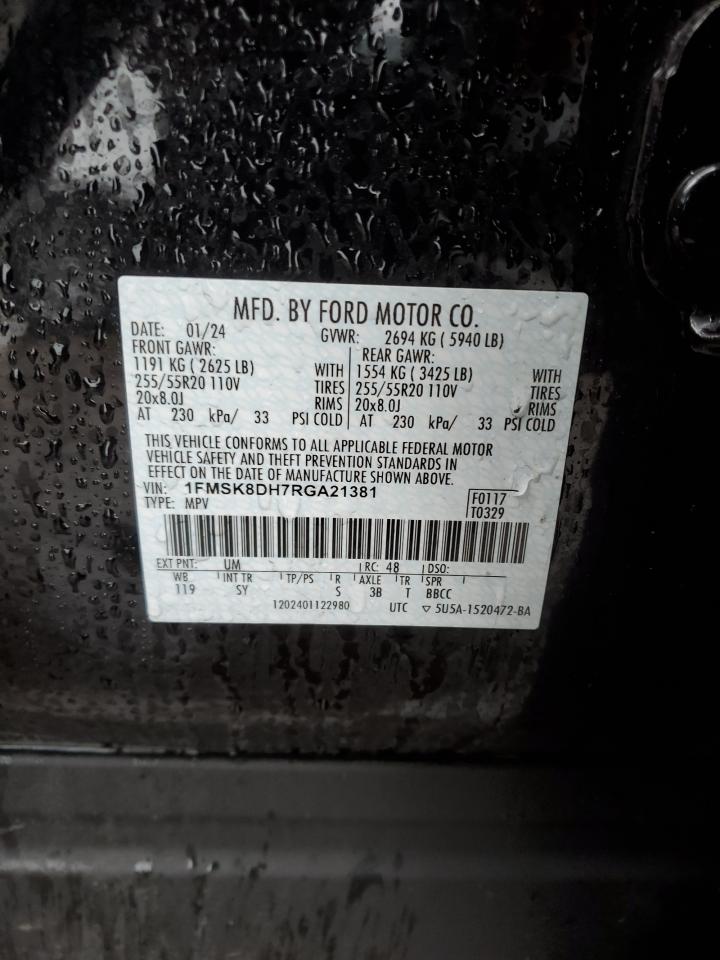 MFD. BY FORD MOTOR CO.
DATE: 01/24 GVWR: 2694 KG ( 5940 LB)
FRONT GAWR: REAR GAWR:
1191 KG ( 2625 LB) WITH 1554 KG ( 3425 LB) WITH
255/55R20 110V TIRES 255/55R20 110V TIRES
20x8.0J RIMS 20x8.0J RIMS
AT 230 kPa/ 33 PSI COLD AT 230 kPa/ 33 PSI COLD
THIS VEHICLE CONFORMS TO ALL APPLICABLE FEDERAL MOTOR
VEHICLE SAFETY AND THEFT PREVENTION STANDARDS IN
EFFECT ON THE DATE OF MANUFACTURE SHOWN ABOVE.
VIN: 1FMSK8DH7RGA21381 F0117
TYPE: MPV T0329
EXT PNT: UM RC: 48 DSO:
WB INT TR TP/PS R AXLE TR SPR
119 SY S 3B T BBCC
1202401122980 UTC ▽ 5U5A-1520472-BA